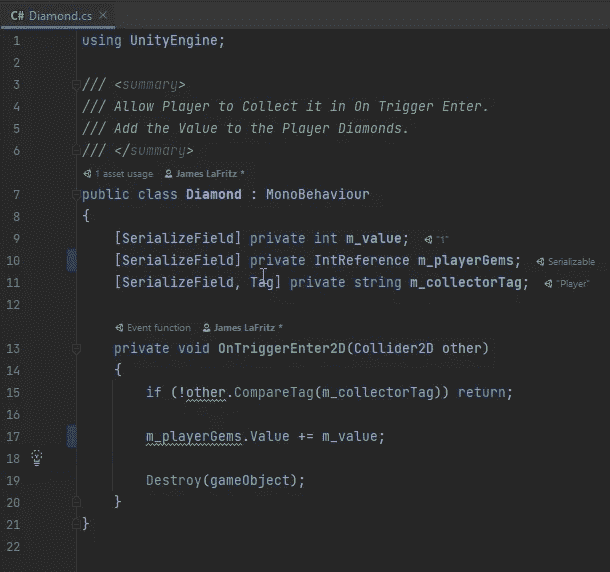 C# Diamond.cs ×
1 using UnityEngine;
2
3 /// <summary>
4 /// Allow Player to Collect it in On Trigger Enter.
5 /// Add the Value to the Player Diamonds.
6 /// </summary>
1 asset usage James LaFritz *
7 public class Diamond : MonoBehaviour
8 {
9 [SerializeField] private int m_value; "1"
10 [SerializeField] private IntReference m_playerGems; Serializable
11 [SerializeField, Tag] private string m_collectorTag; "Player"
12
Event function James LaFritz *
13 private void OnTriggerEnter2D(Collider2D other)
14 {
15 if (!other.CompareTag(m_collectorTag)) return;
16
17 m_playerGems.Value += m_value;
18
19 Destroy(gameObject);
20 }
21 }
22